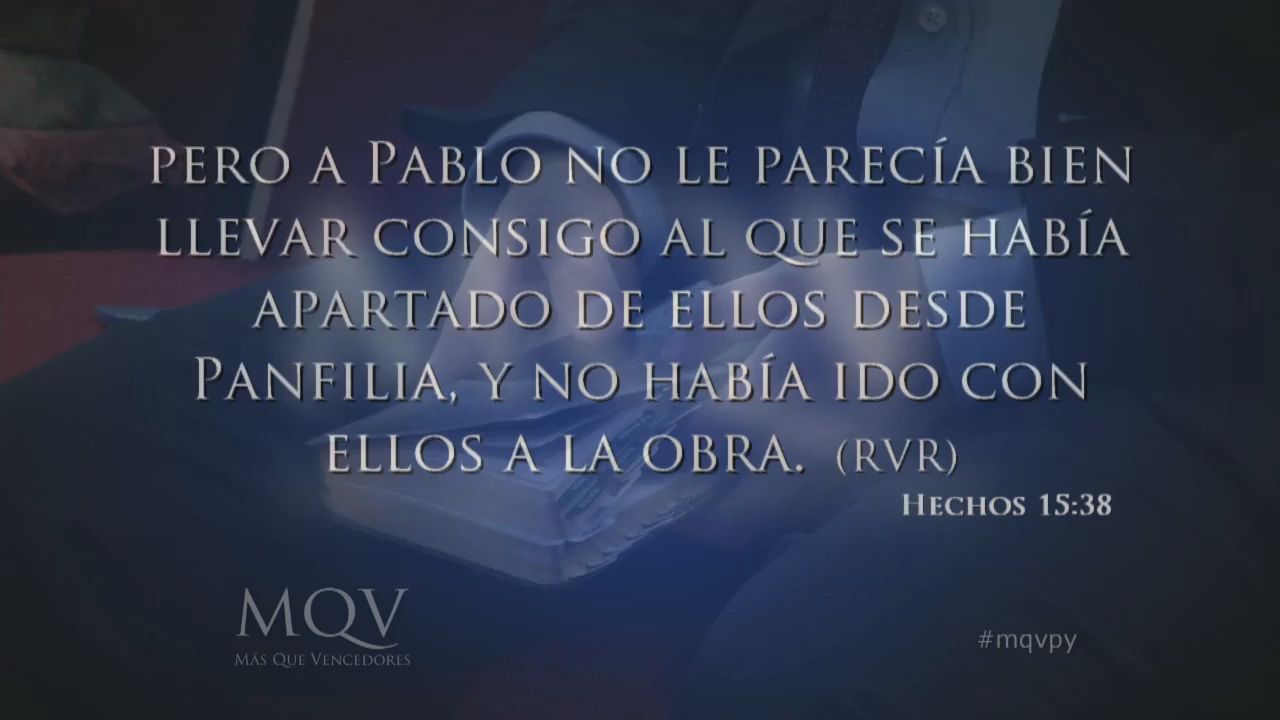 PERO A PABLO NO LE PARECÍA BIEN
LLEVAR CONSIGO AL QUE SE HABÍA
APARTADO DE ELLOS DESDE
PANFILIA, Y NO HABÍA IDO CON
ELLOS A LA OBRA. (RVR)
HECHOS 15:38
MQV
MÁS QUE VENCEDORES
#mqvpy